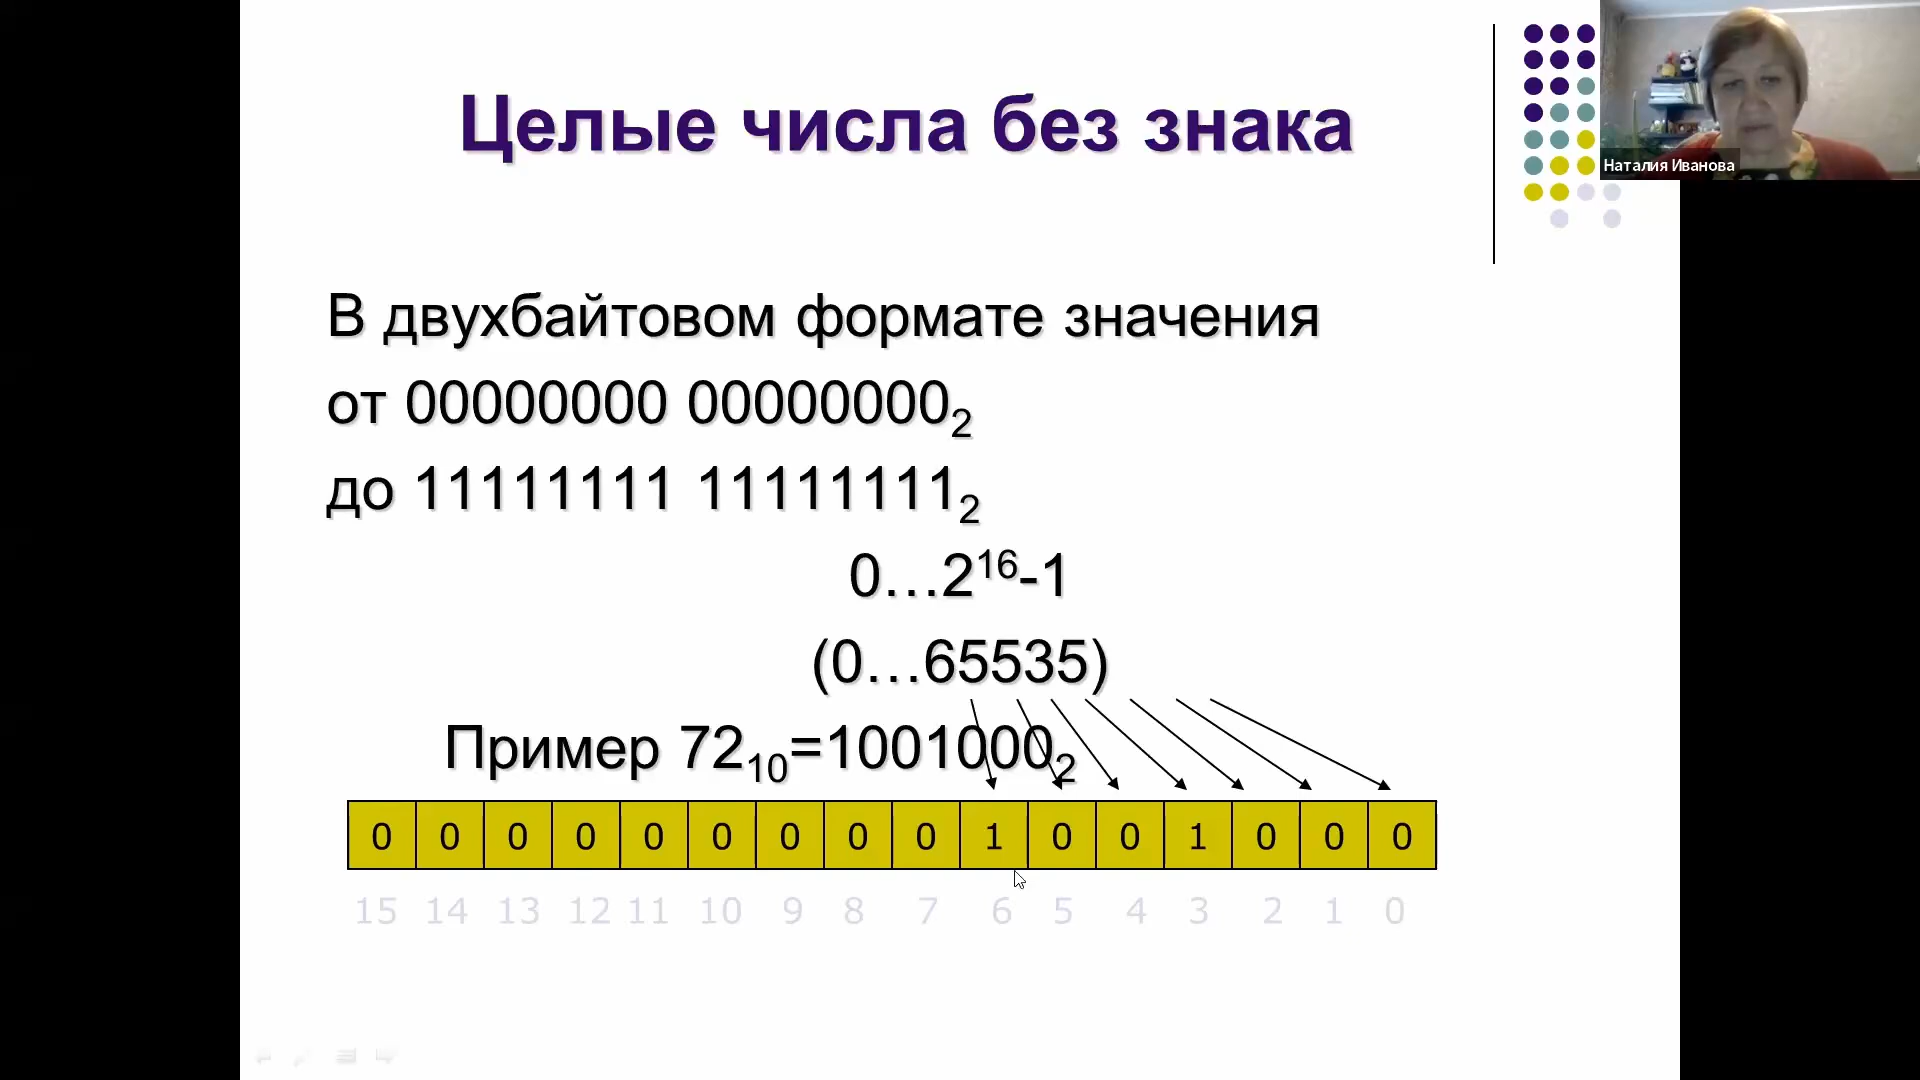 Целые числа без знака
Наталия Иванова
В двухбайтовом формате значения
от 00000000 00000000₂
до 11111111 11111111₂
0...2¹⁶-1
(0...65535)
Пример 72₁₀=1001000₂
0 0 0 0 0 0 0 0 0 1 0 0 1 0 0 0
15 14 13 12 11 10 9 8 7 6 5 4 3 2 1 0